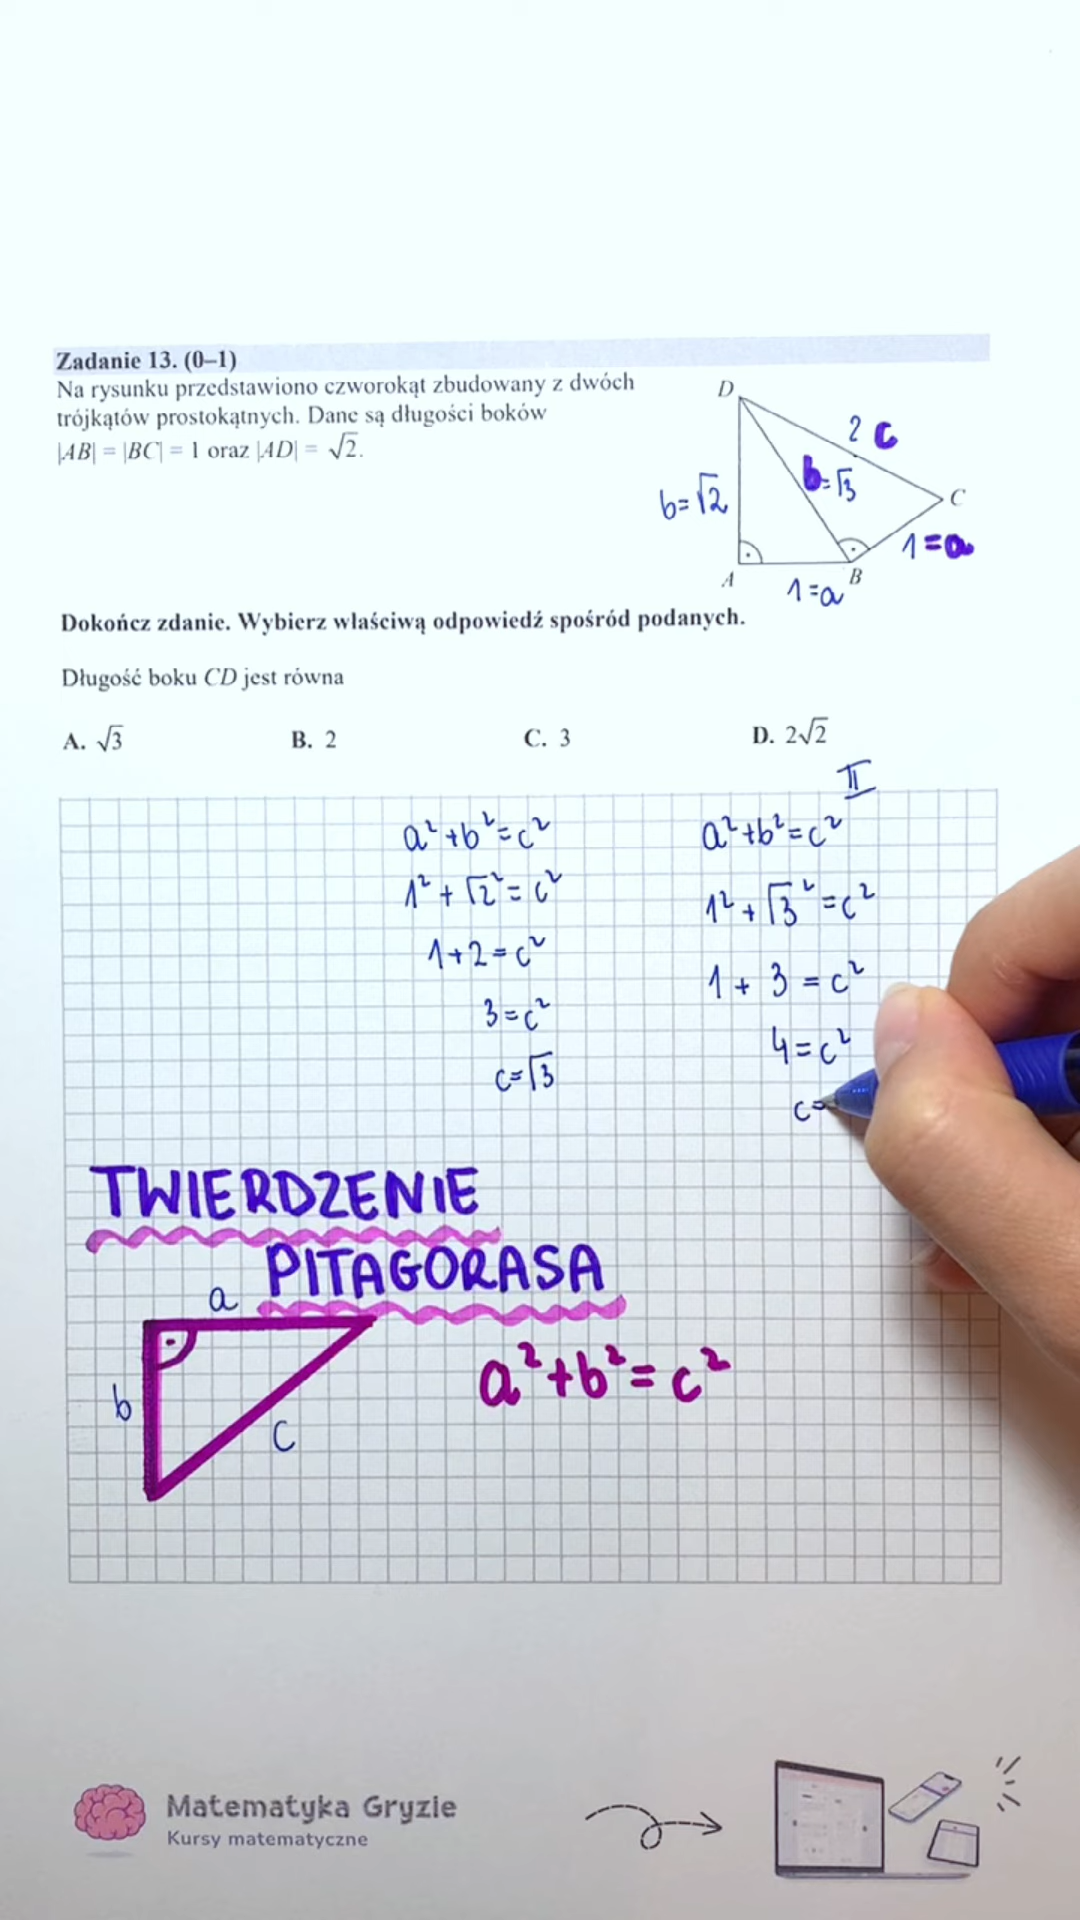 Zadanie 13. (0–1)
Na rysunku przedstawiono czworokąt zbudowany z dwóch
trójkątów prostokątnych. Dane są długości boków
|AB| = |BC| = 1 oraz |AD| = √2.
D
2 c
b=√3
b=√2
C
1=a
A
B
1=a
Dokończ zdanie. Wybierz właściwą odpowiedź spośród podanych.
Długość boku CD jest równa
A. √3
B. 2
C. 3
D. 2√2
a²+b²=c²
1²+√2²=c²
1+2=c²
3=c²
c=√3
II
a²+b²=c²
1²+√3²=c²
1+3=c²
4=c²
c=
TWIERDZENIE
PITAGORASA
a
b
c
a²+b²=c²
Matematyka Gryzie
Kursy matematyczne